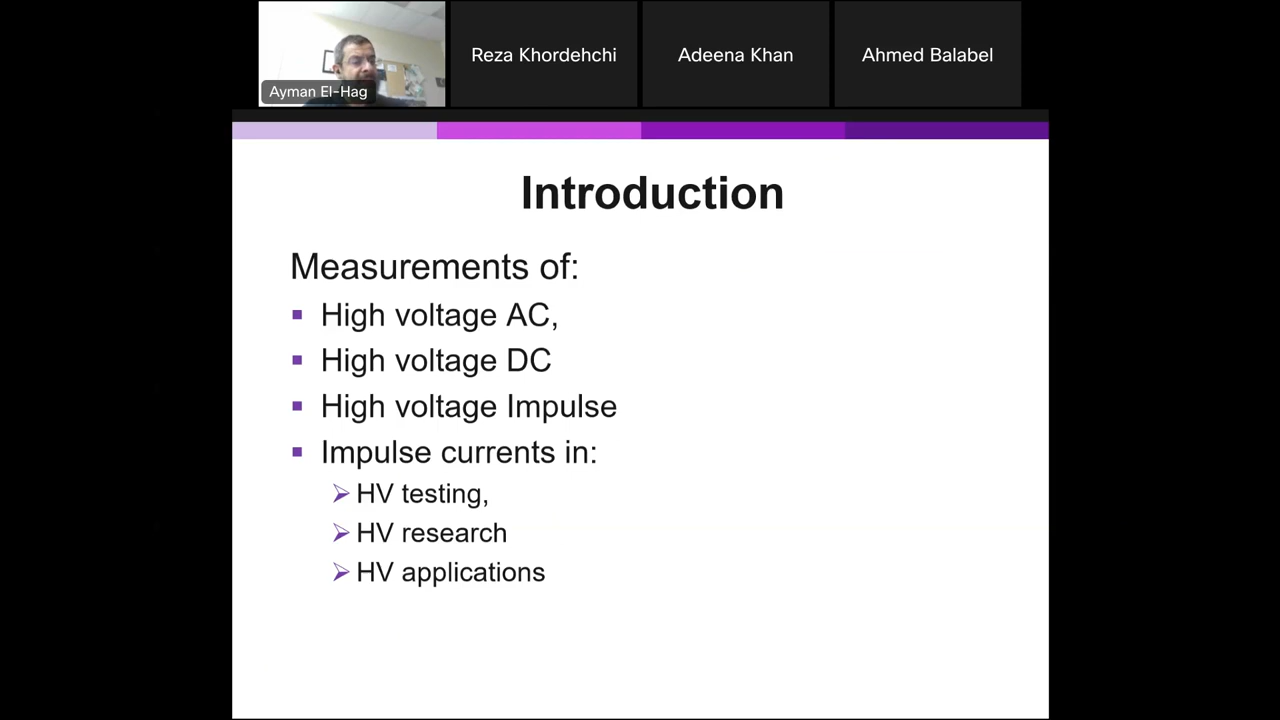 Ayman El-Hag
Reza Khordehchi
Adeena Khan
Ahmed Balabel
Introduction
Measurements of:
▪ High voltage AC,
▪ High voltage DC
▪ High voltage Impulse
▪ Impulse currents in:
➢ HV testing,
➢ HV research
➢ HV applications